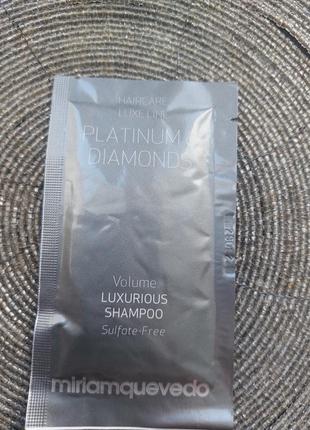 HAIRCARE
LUXE LINE
PLATINUM &
DIAMONDS
Volume
LUXURIOUS
SHAMPOO
Sulfate-Free
miriamquevedo